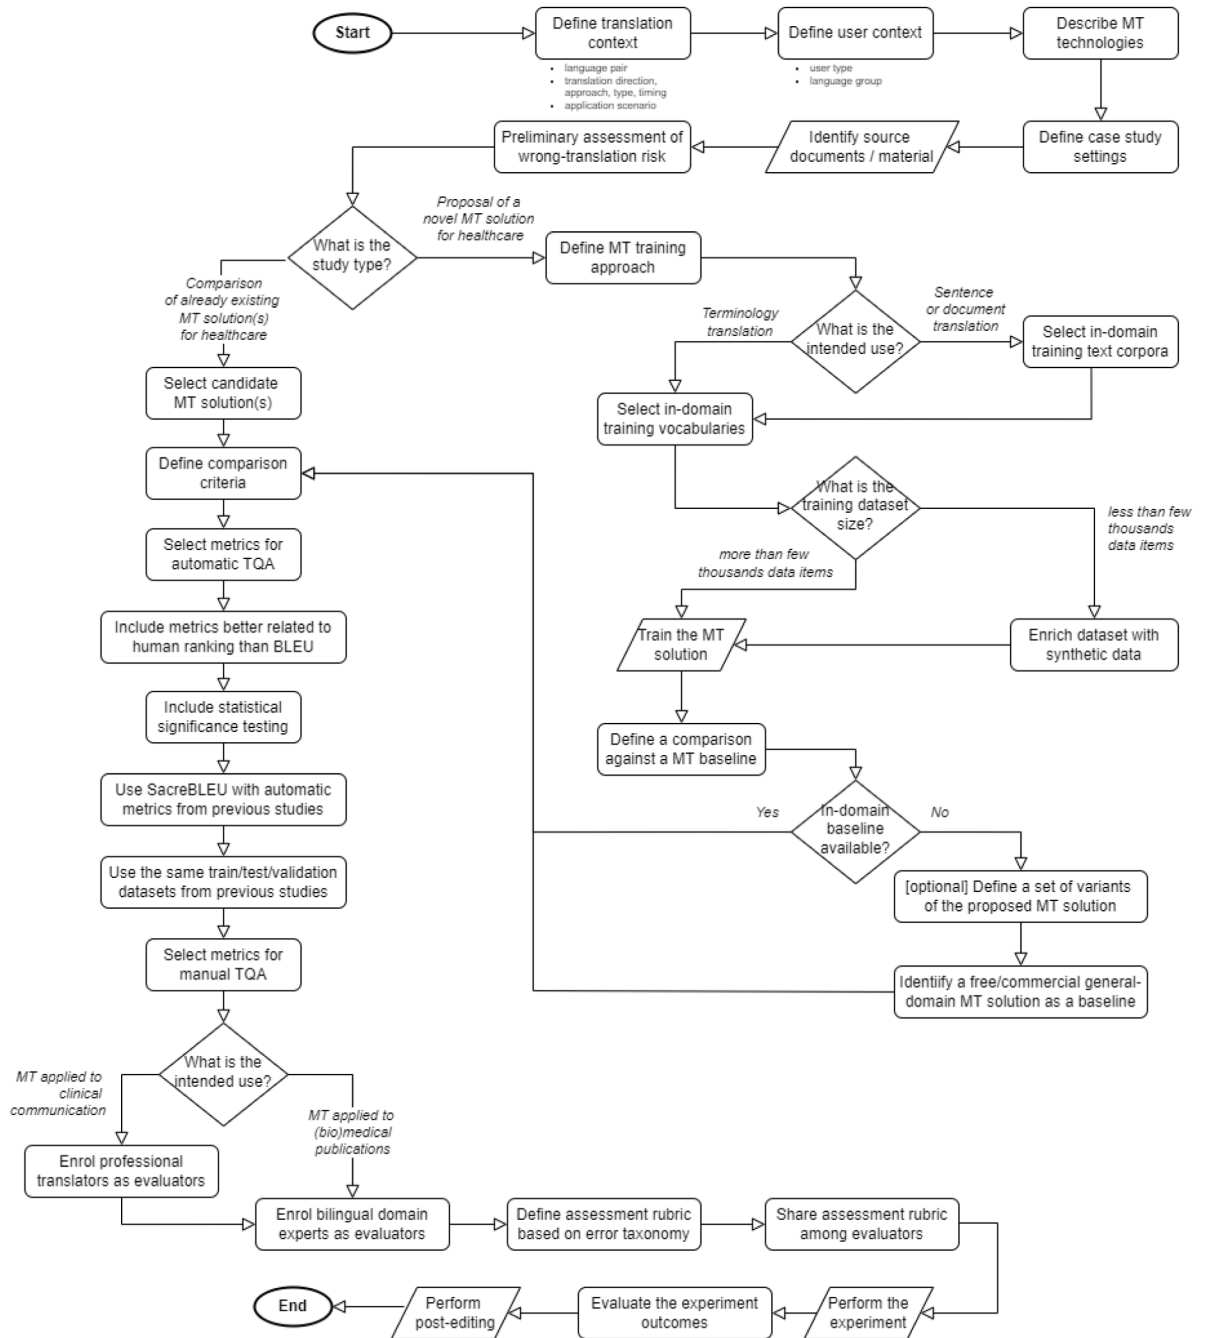 Start
Define translation
context
• language pair
• translation direction,
approach, type, timing
• application scenario
Define user context
• user type
• language group
Describe MT
technologies
Define case study
settings
Identify source
documents / material
Preliminary assessment of
wrong-translation risk
What is the
study type?
Proposal of a
novel MT solution
for healthcare
Comparison
of already existing
MT solution(s)
for healthcare
Define MT training
approach
What is the
intended use?
Terminology
translation
Sentence
or document
translation
Select in-domain
training text corpora
Select in-domain
training vocabularies
What is the
training dataset
size?
less than few
thousands
data items
more than few
thousands data items
Enrich dataset with
synthetic data
Train the MT
solution
Define a comparison
against a MT baseline
In-domain
baseline
available?
Yes
No
[optional] Define a set of variants
of the proposed MT solution
Identiify a free/commercial general-
domain MT solution as a baseline
Select candidate
MT solution(s)
Define comparison
criteria
Select metrics for
automatic TQA
Include metrics better related to
human ranking than BLEU
Include statistical
significance testing
Use SacreBLEU with automatic
metrics from previous studies
Use the same train/test/validation
datasets from previous studies
Select metrics for
manual TQA
What is the
intended use?
MT applied to
clinical
communication
MT applied to
(bio)medical
publications
Enrol professional
translators as evaluators
Enrol bilingual domain
experts as evaluators
Define assessment rubric
based on error taxonomy
Share assessment rubric
among evaluators
Perform the
experiment
Evaluate the experiment
outcomes
Perform
post-editing
End